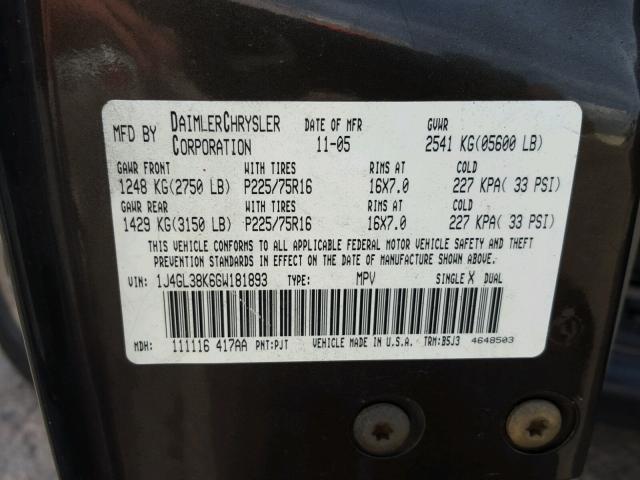 MFD BY DAIMLERCHRYSLER CORPORATION DATE OF MFR 11-05 GVWR 2541 KG(05600 LB)
GAWR FRONT WITH TIRES RIMS AT COLD
1248 KG(2750 LB) P225/75R16 16X7.0 227 KPA( 33 PSI)
GAWR REAR WITH TIRES RIMS AT COLD
1429 KG(3150 LB) P225/75R16 16X7.0 227 KPA( 33 PSI)
THIS VEHICLE CONFORMS TO ALL APPLICABLE FEDERAL MOTOR VEHICLE SAFETY AND THEFT
PREVENTION STANDARDS IN EFFECT ON THE DATE OF MANUFACTURE SHOWN ABOVE.
VIN: 1J4GL38K66W181893 TYPE: MPV SINGLE X DUAL
MDH: 111116 417AA PNT:PJT VEHICLE MADE IN U.S.A. TRM:B5J3 4648503